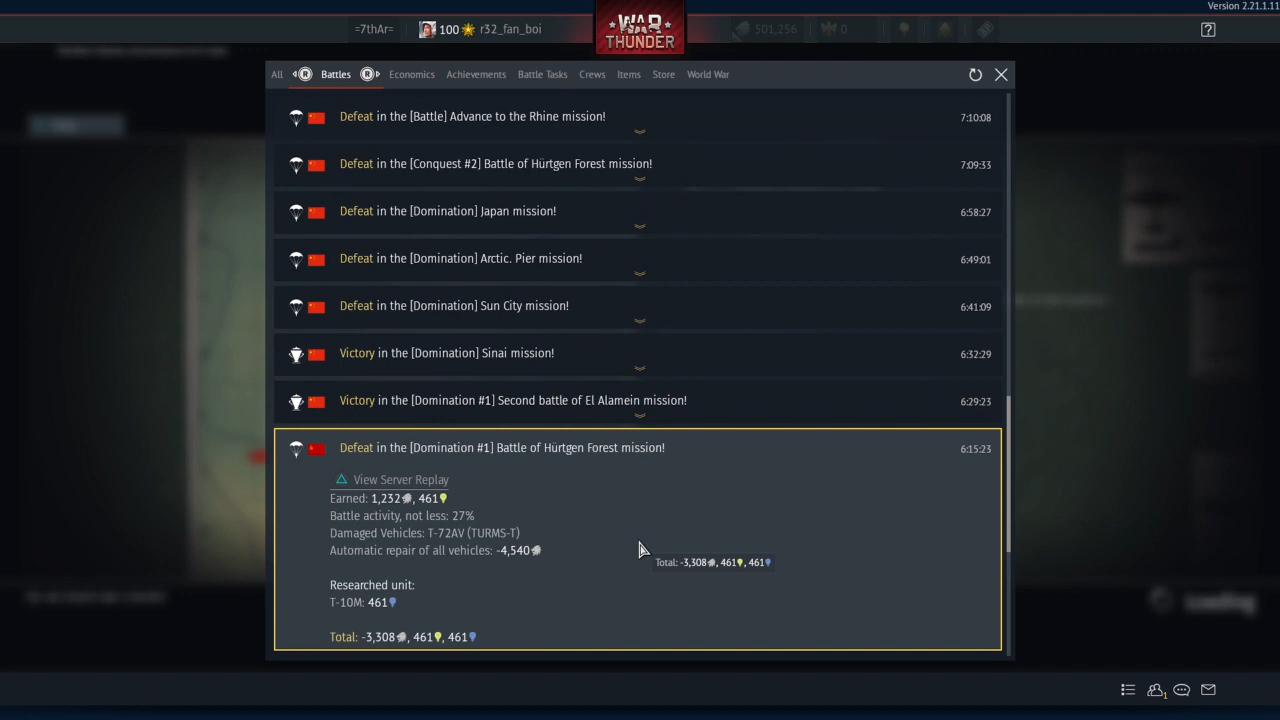 Version 2.21.1.11
=7thAr= 100 r32_fan_boi
WAR THUNDER
501,256 0
All Battles Economics Achievements Battle Tasks Crews Items Store World War
Defeat in the [Battle] Advance to the Rhine mission! 7:10:08
Defeat in the [Conquest #2] Battle of Hürtgen Forest mission! 7:09:33
Defeat in the [Domination] Japan mission! 6:58:27
Defeat in the [Domination] Arctic. Pier mission! 6:49:01
Defeat in the [Domination] Sun City mission! 6:41:09
Victory in the [Domination] Sinai mission! 6:32:29
Victory in the [Domination #1] Second battle of El Alamein mission! 6:29:23
Defeat in the [Domination #1] Battle of Hürtgen Forest mission! 6:15:23
View Server Replay
Earned: 1,232, 461
Battle activity, not less: 27%
Damaged Vehicles: T-72AV (TURMS-T)
Automatic repair of all vehicles: -4,540
Total: -3,308, 461, 461
Researched unit:
T-10M: 461
Total: -3,308, 461, 461
Loading
1